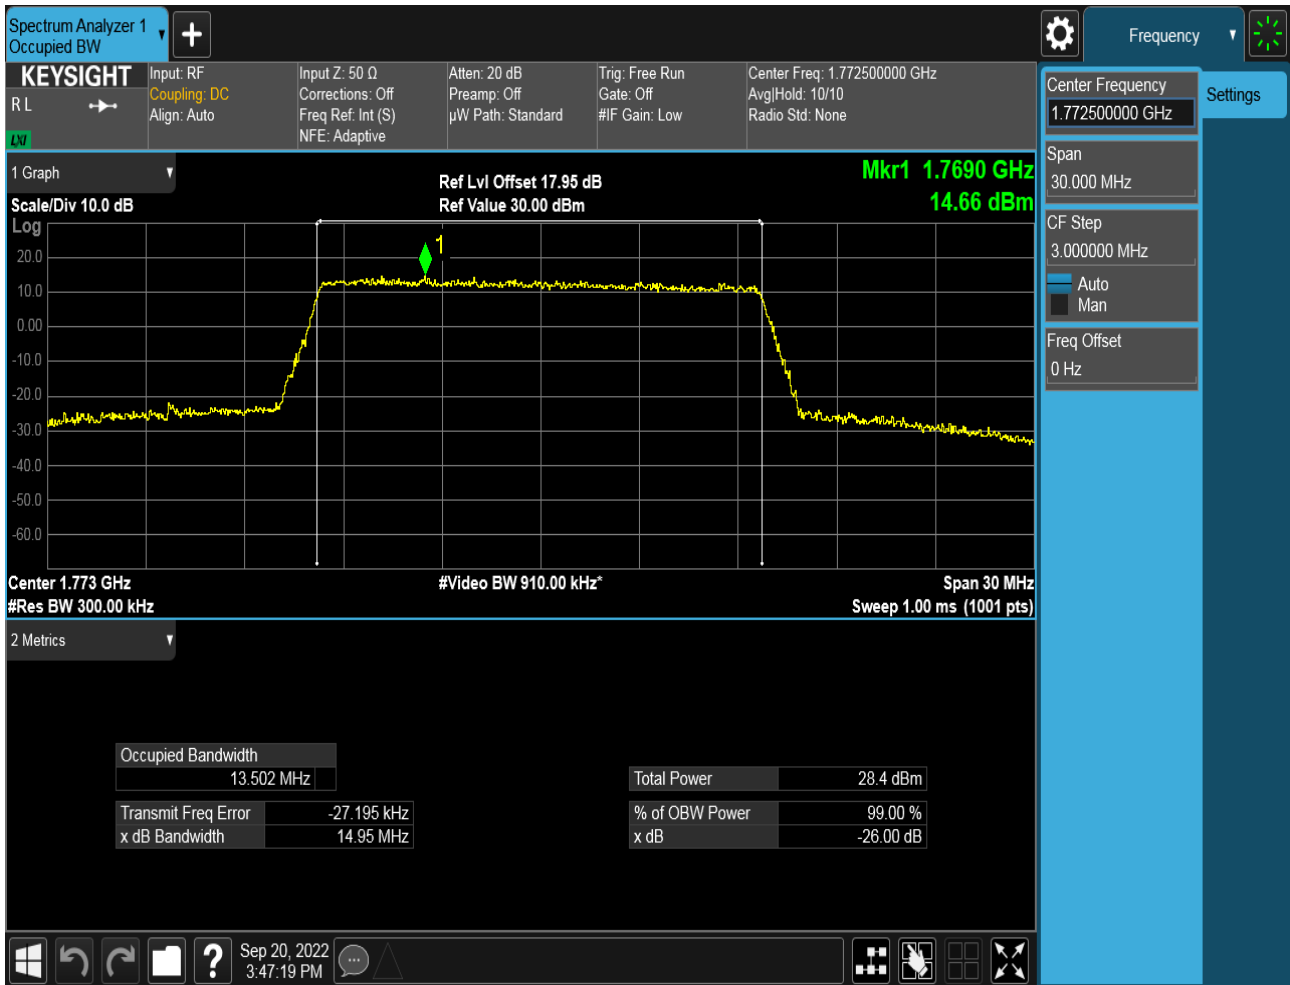 Spectrum Analyzer 1
Occupied BW
Frequency
KEYSIGHT
R L
LXI
Input: RF
Coupling: DC
Align: Auto
Input Z: 50 Ω
Corrections: Off
Freq Ref: Int (S)
NFE: Adaptive
Atten: 20 dB
Preamp: Off
µW Path: Standard
Trig: Free Run
Gate: Off
#IF Gain: Low
Center Freq: 1.772500000 GHz
Avg|Hold: 10/10
Radio Std: None
Center Frequency
1.772500000 GHz
Settings
Span
30.000 MHz
CF Step
3.000000 MHz
Auto
Man
Freq Offset
0 Hz
1 Graph
Scale/Div 10.0 dB
Ref Lvl Offset 17.95 dB
Ref Value 30.00 dBm
Mkr1 1.7690 GHz
14.66 dBm
Log
1
20.0
10.0
0.00
-10.0
-20.0
-30.0
-40.0
-50.0
-60.0
Center 1.773 GHz
#Res BW 300.00 kHz
#Video BW 910.00 kHz*
Span 30 MHz
Sweep 1.00 ms (1001 pts)
2 Metrics
Occupied Bandwidth
13.502 MHz
Transmit Freq Error -27.195 kHz
x dB Bandwidth 14.95 MHz
Total Power 28.4 dBm
% of OBW Power 99.00 %
x dB -26.00 dB
?
Sep 20, 2022
3:47:19 PM